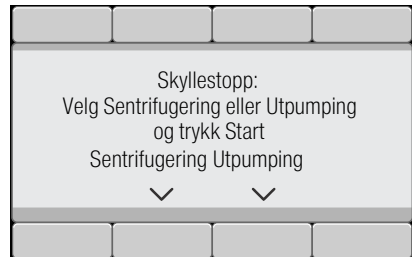 Skyllestopp:
Velg Sentrifugering eller Utpumping
og trykk Start
Sentrifugering Utpumping